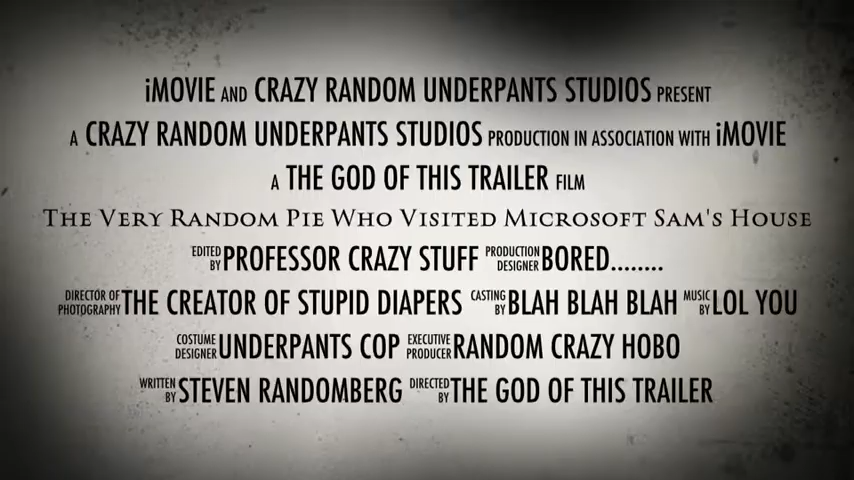 iMOVIE AND CRAZY RANDOM UNDERPANTS STUDIOS PRESENT
A CRAZY RANDOM UNDERPANTS STUDIOS PRODUCTION IN ASSOCIATION WITH iMOVIE
A THE GOD OF THIS TRAILER FILM
THE VERY RANDOM PIE WHO VISITED MICROSOFT SAM'S HOUSE
EDITED BY PROFESSOR CRAZY STUFF PRODUCTION DESIGNER BORED........
DIRECTOR OF PHOTOGRAPHY THE CREATOR OF STUPID DIAPERS CASTING BY BLAH BLAH BLAH MUSIC BY LOL YOU
COSTUME DESIGNER UNDERPANTS COP EXECUTIVE PRODUCER RANDOM CRAZY HOBO
WRITTEN BY STEVEN RANDOMBERG DIRECTED BY THE GOD OF THIS TRAILER